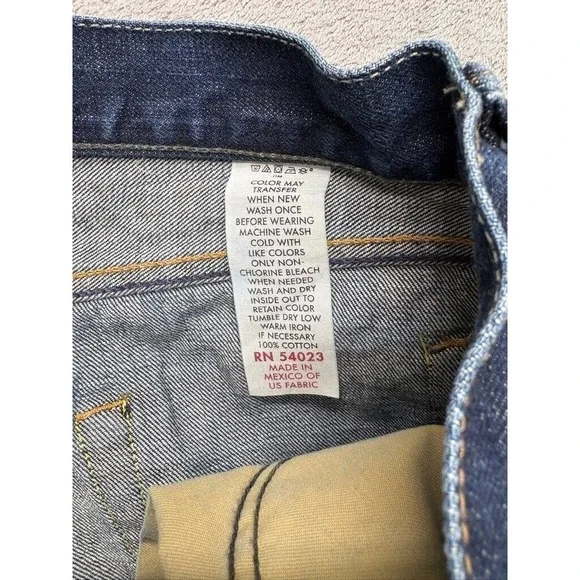 COLOR MAY
TRANSFER
WHEN NEW
WASH ONCE
BEFORE WEARING
MACHINE WASH
COLD WITH
LIKE COLORS
ONLY NON-
CHLORINE BLEACH
WHEN NEEDED
WASH AND DRY
INSIDE OUT TO
RETAIN COLOR
TUMBLE DRY LOW
WARM IRON
IF NECESSARY
100% COTTON
RN 54023
MADE IN
MEXICO OF
US FABRIC